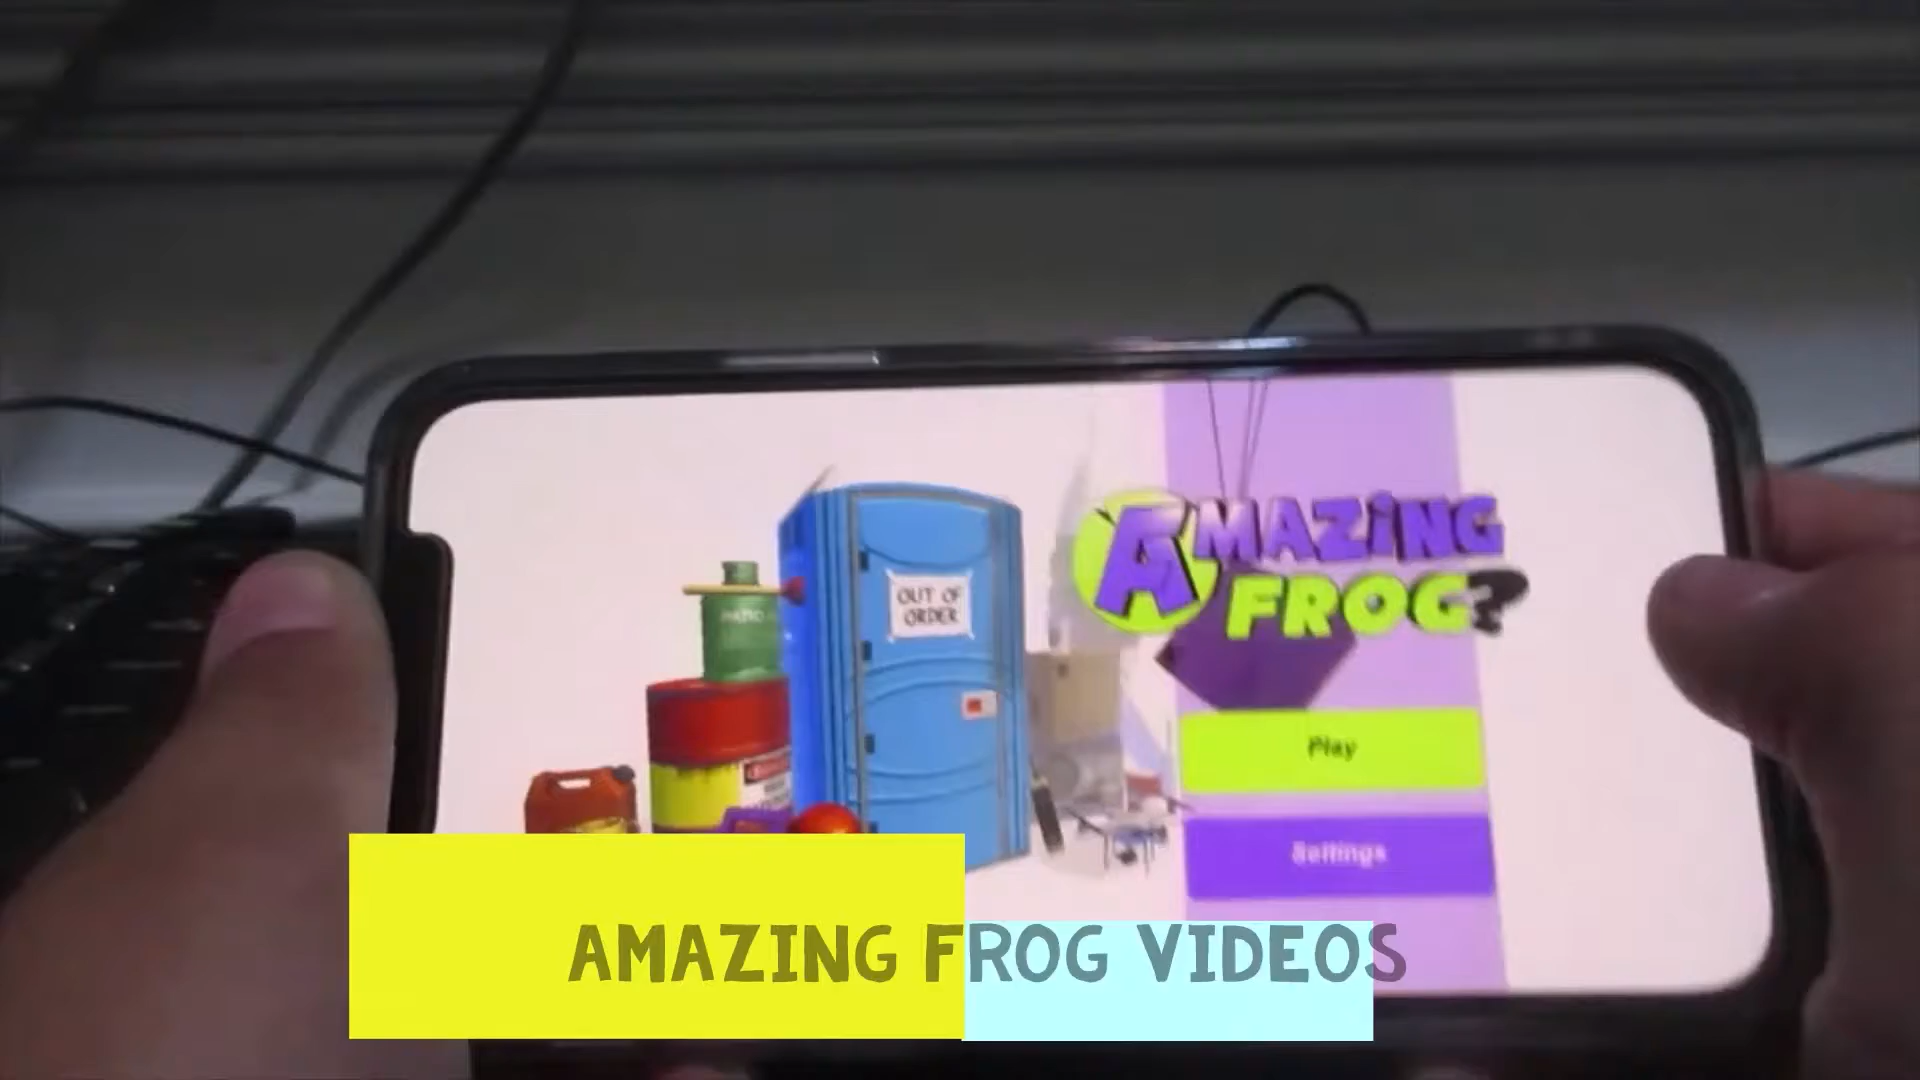 AMAZING
FROG?
OUT OF
ORDER
Play
Settings
AMAZING FROG VIDEOS